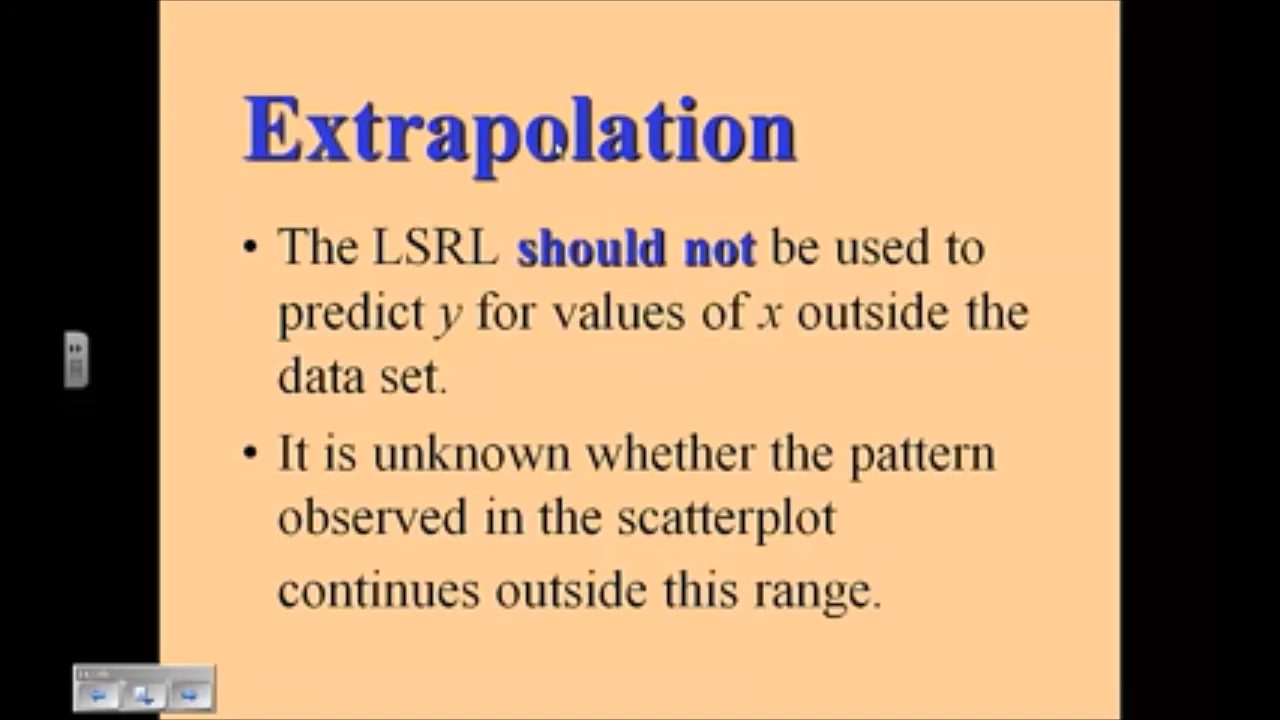 Extrapolation
• The LSRL should not be used to
predict y for values of x outside the
data set.
• It is unknown whether the pattern
observed in the scatterplot
continues outside this range.